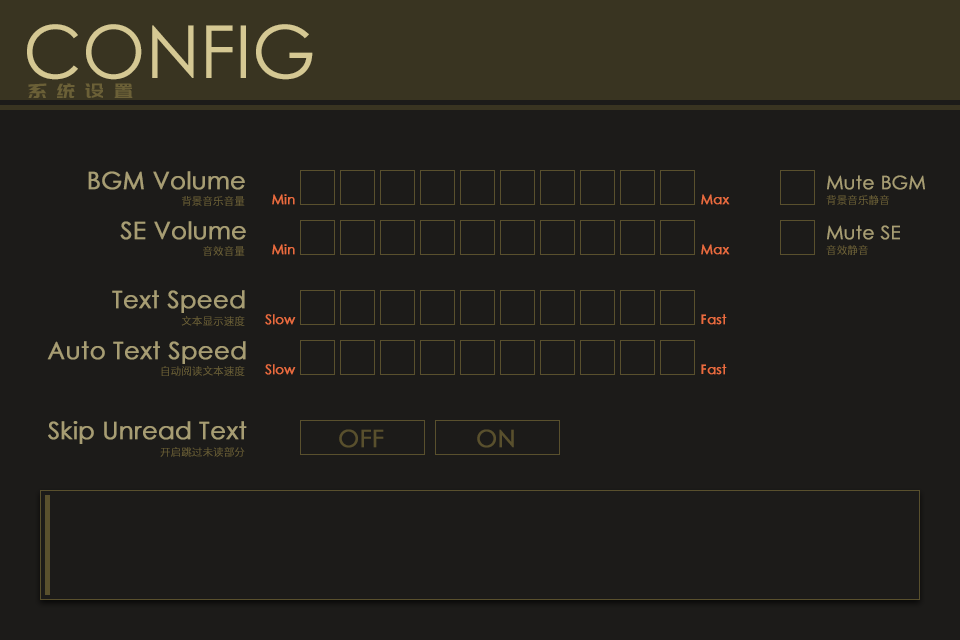 CONFIG
系统设置
BGM Volume
背景音乐音量
Min
Max
Mute BGM
背景音乐静音
SE Volume
音效音量
Min
Max
Mute SE
音效静音
Text Speed
文本显示速度
Slow
Fast
Auto Text Speed
自动阅读文本速度
Slow
Fast
Skip Unread Text
开启跳过未读部分
OFF
ON